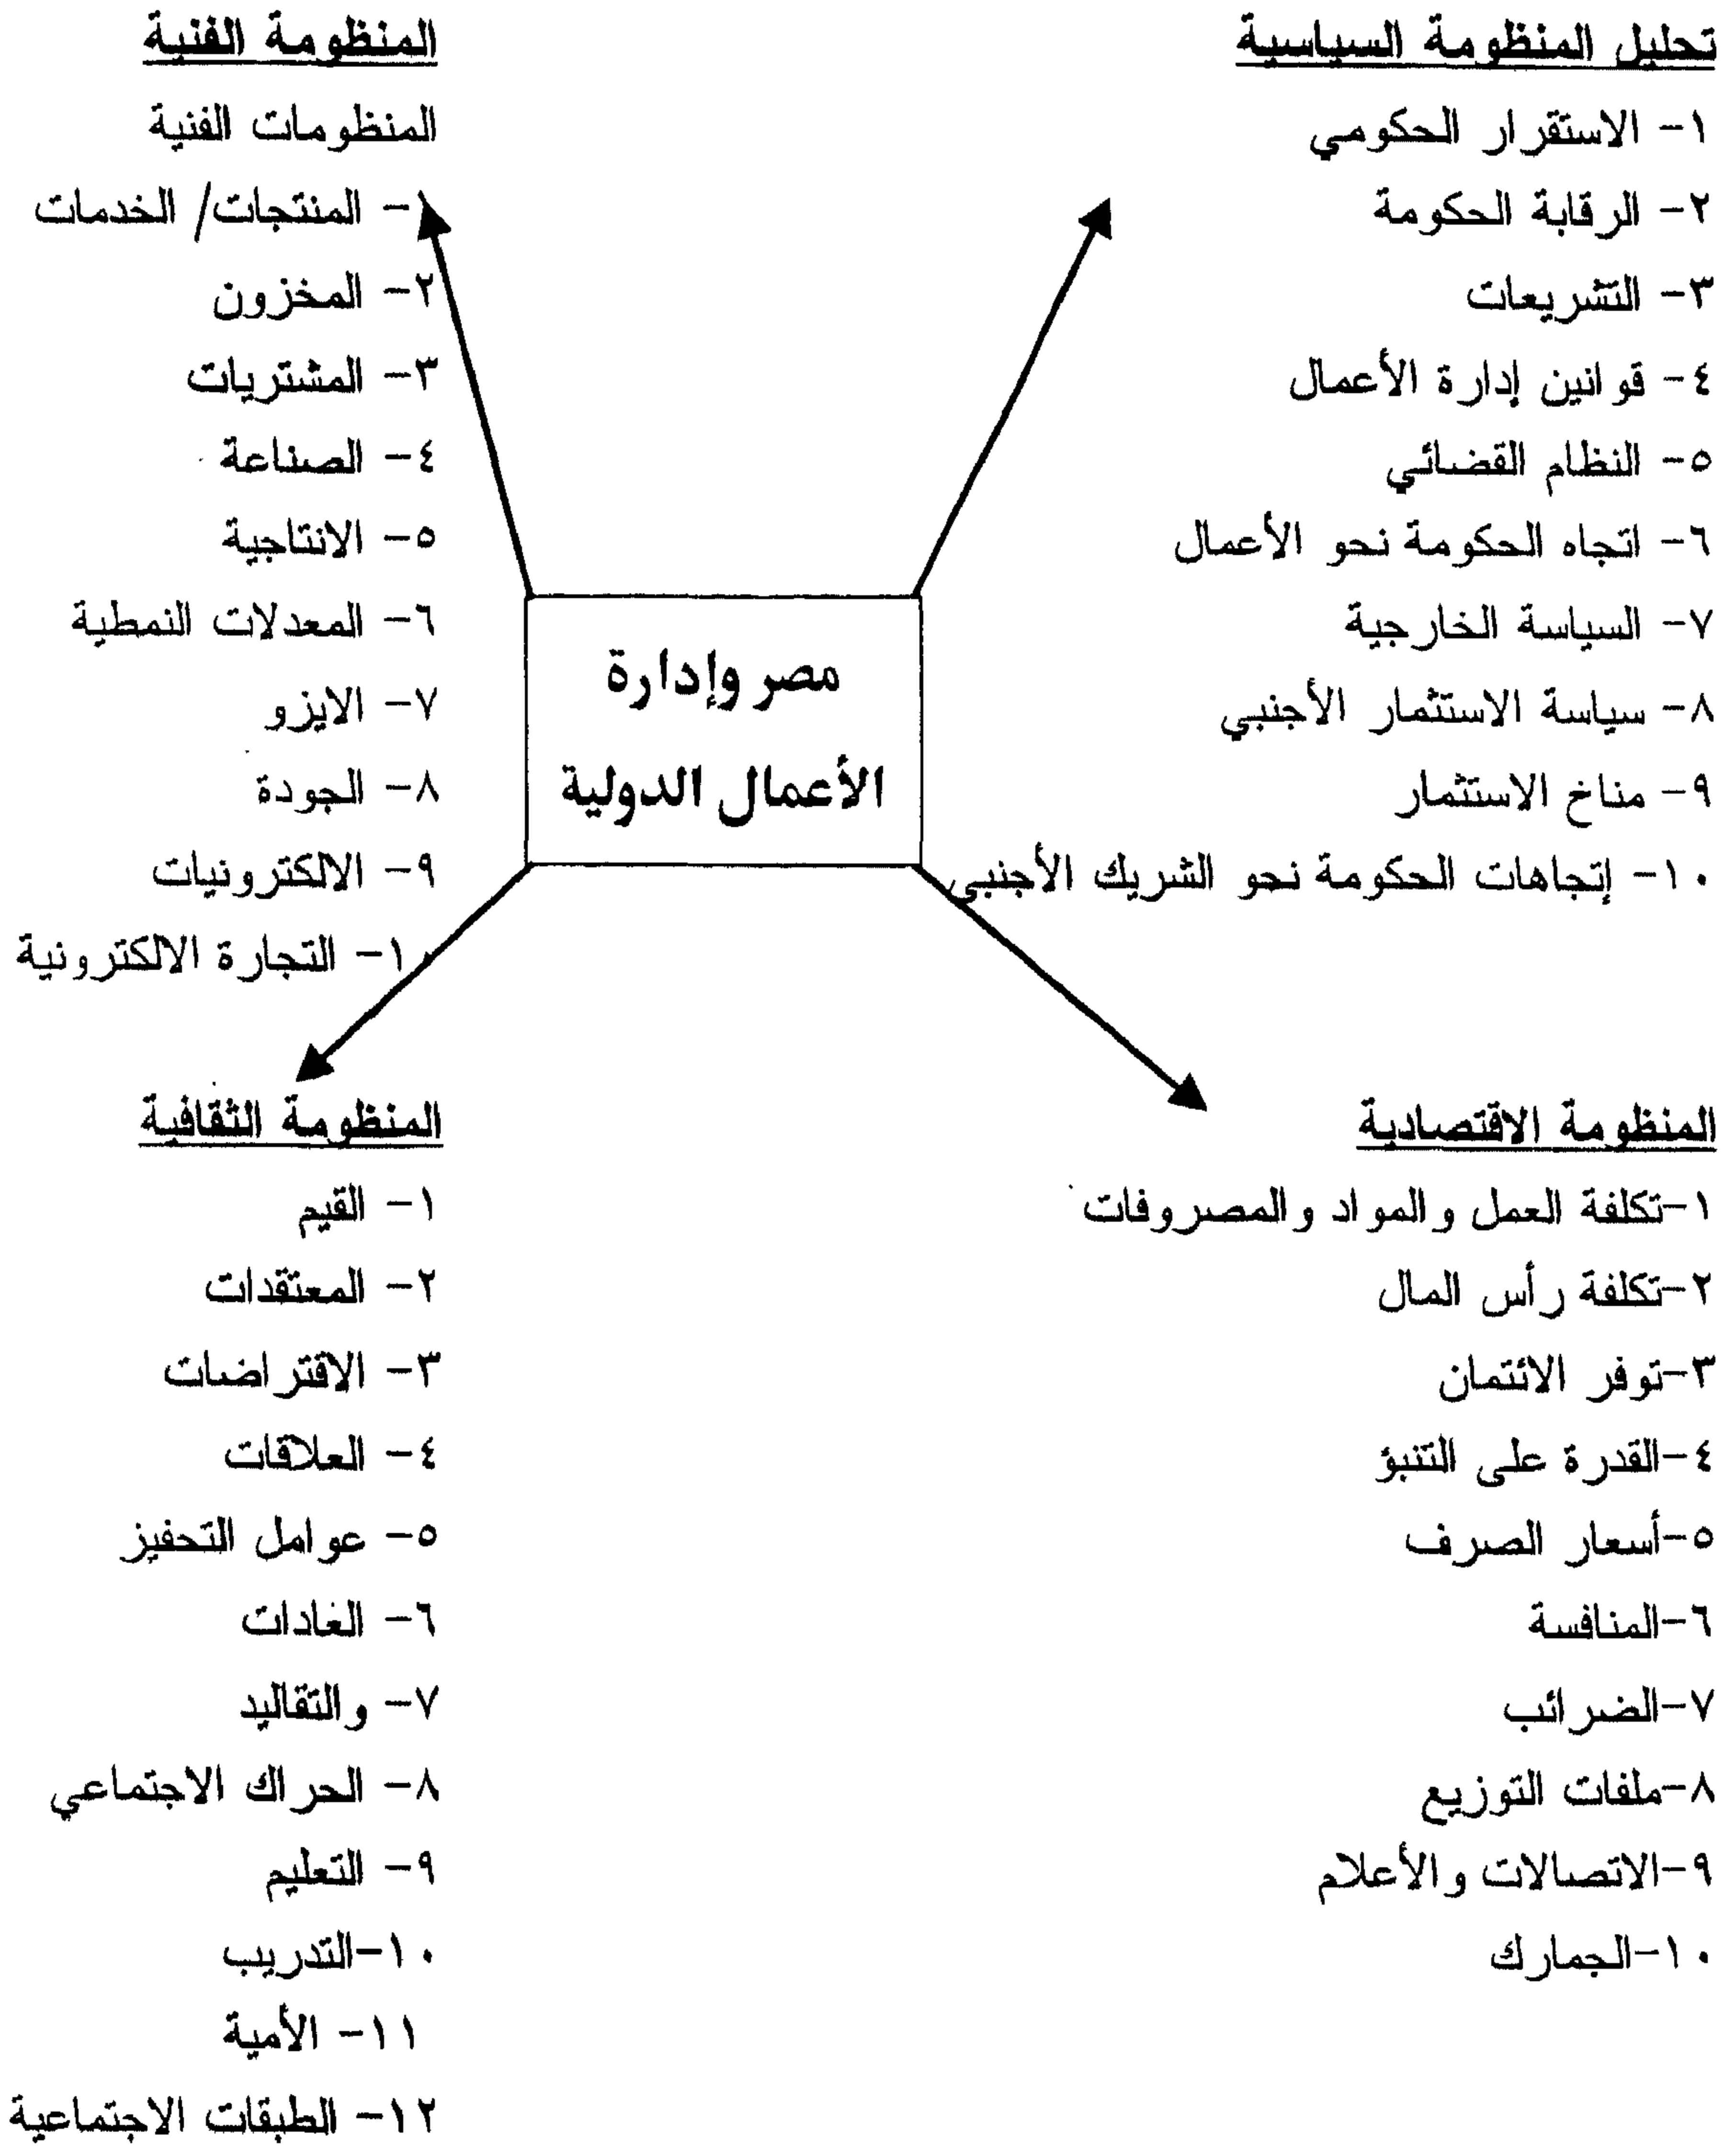 تحليل المنظومة السياسية
١- الاستقرار الحكومي
٢- الرقابة الحكومة
٣- التشريعات
٤- قوانين إدارة الأعمال
٥- النظام القضائي
٦- اتجاه الحكومة نحو الأعمال
٧- السياسة الخارجية
٨- سياسة الاستثمار الأجنبي
٩- مناخ الاستثمار
١٠- إتجاهات الحكومة نحو الشريك الأجنبي
المنظومة الفنية
المنظومات الفنية
١- المنتجات/ الخدمات
٢- المخزون
٣- المشتريات
٤- الصناعة
٥- الانتاجية
٦- المعدلات النمطية
٧- الايزو
٨- الجودة
٩- الالكترونيات
١٠- التجارة الالكترونية
مصر وإدارة
الأعمال الدولية
المنظومة الاقتصادية
١-تكلفة العمل والمواد والمصروفات
٢-تكلفة رأس المال
٣-توفر الائتمان
٤-القدرة على التنبؤ
٥-أسعار الصرف
٦-المنافسة
٧-الضرائب
٨-ملفات التوزيع
٩-الاتصالات والأعلام
١٠-الجمارك
المنظومة الثقافية
١- القيم
٢- المعتقدات
٣- الاقتراضات
٤- العلاقات
٥- عوامل التحفيز
٦- العادات
٧- والتقاليد
٨- الحراك الاجتماعي
٩- التعليم
١٠-التدريب
١١- الأمية
١٢- الطبقات الاجتماعية